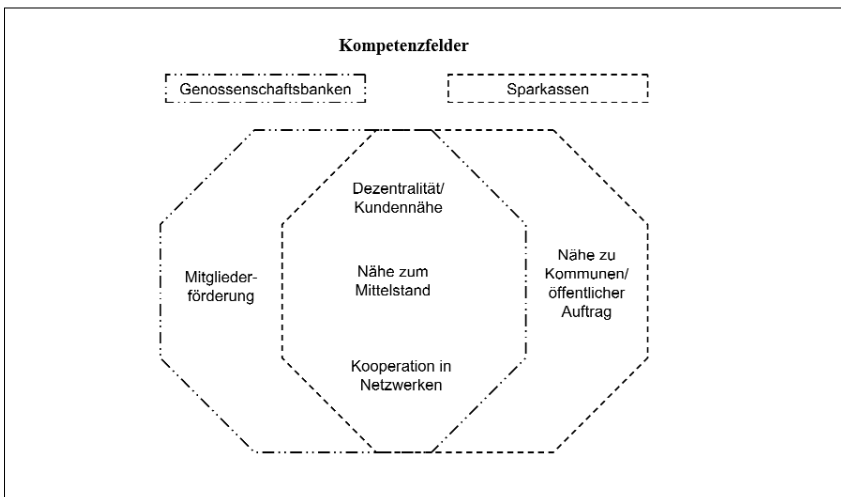 Kompetenzfelder
Genossenschaftsbanken
Sparkassen
Dezentralität/
Kundennähe
Mitglieder-
förderung
Nähe zum
Mittelstand
Nähe zu
Kommunen/
öffentlicher
Auftrag
Kooperation in
Netzwerken